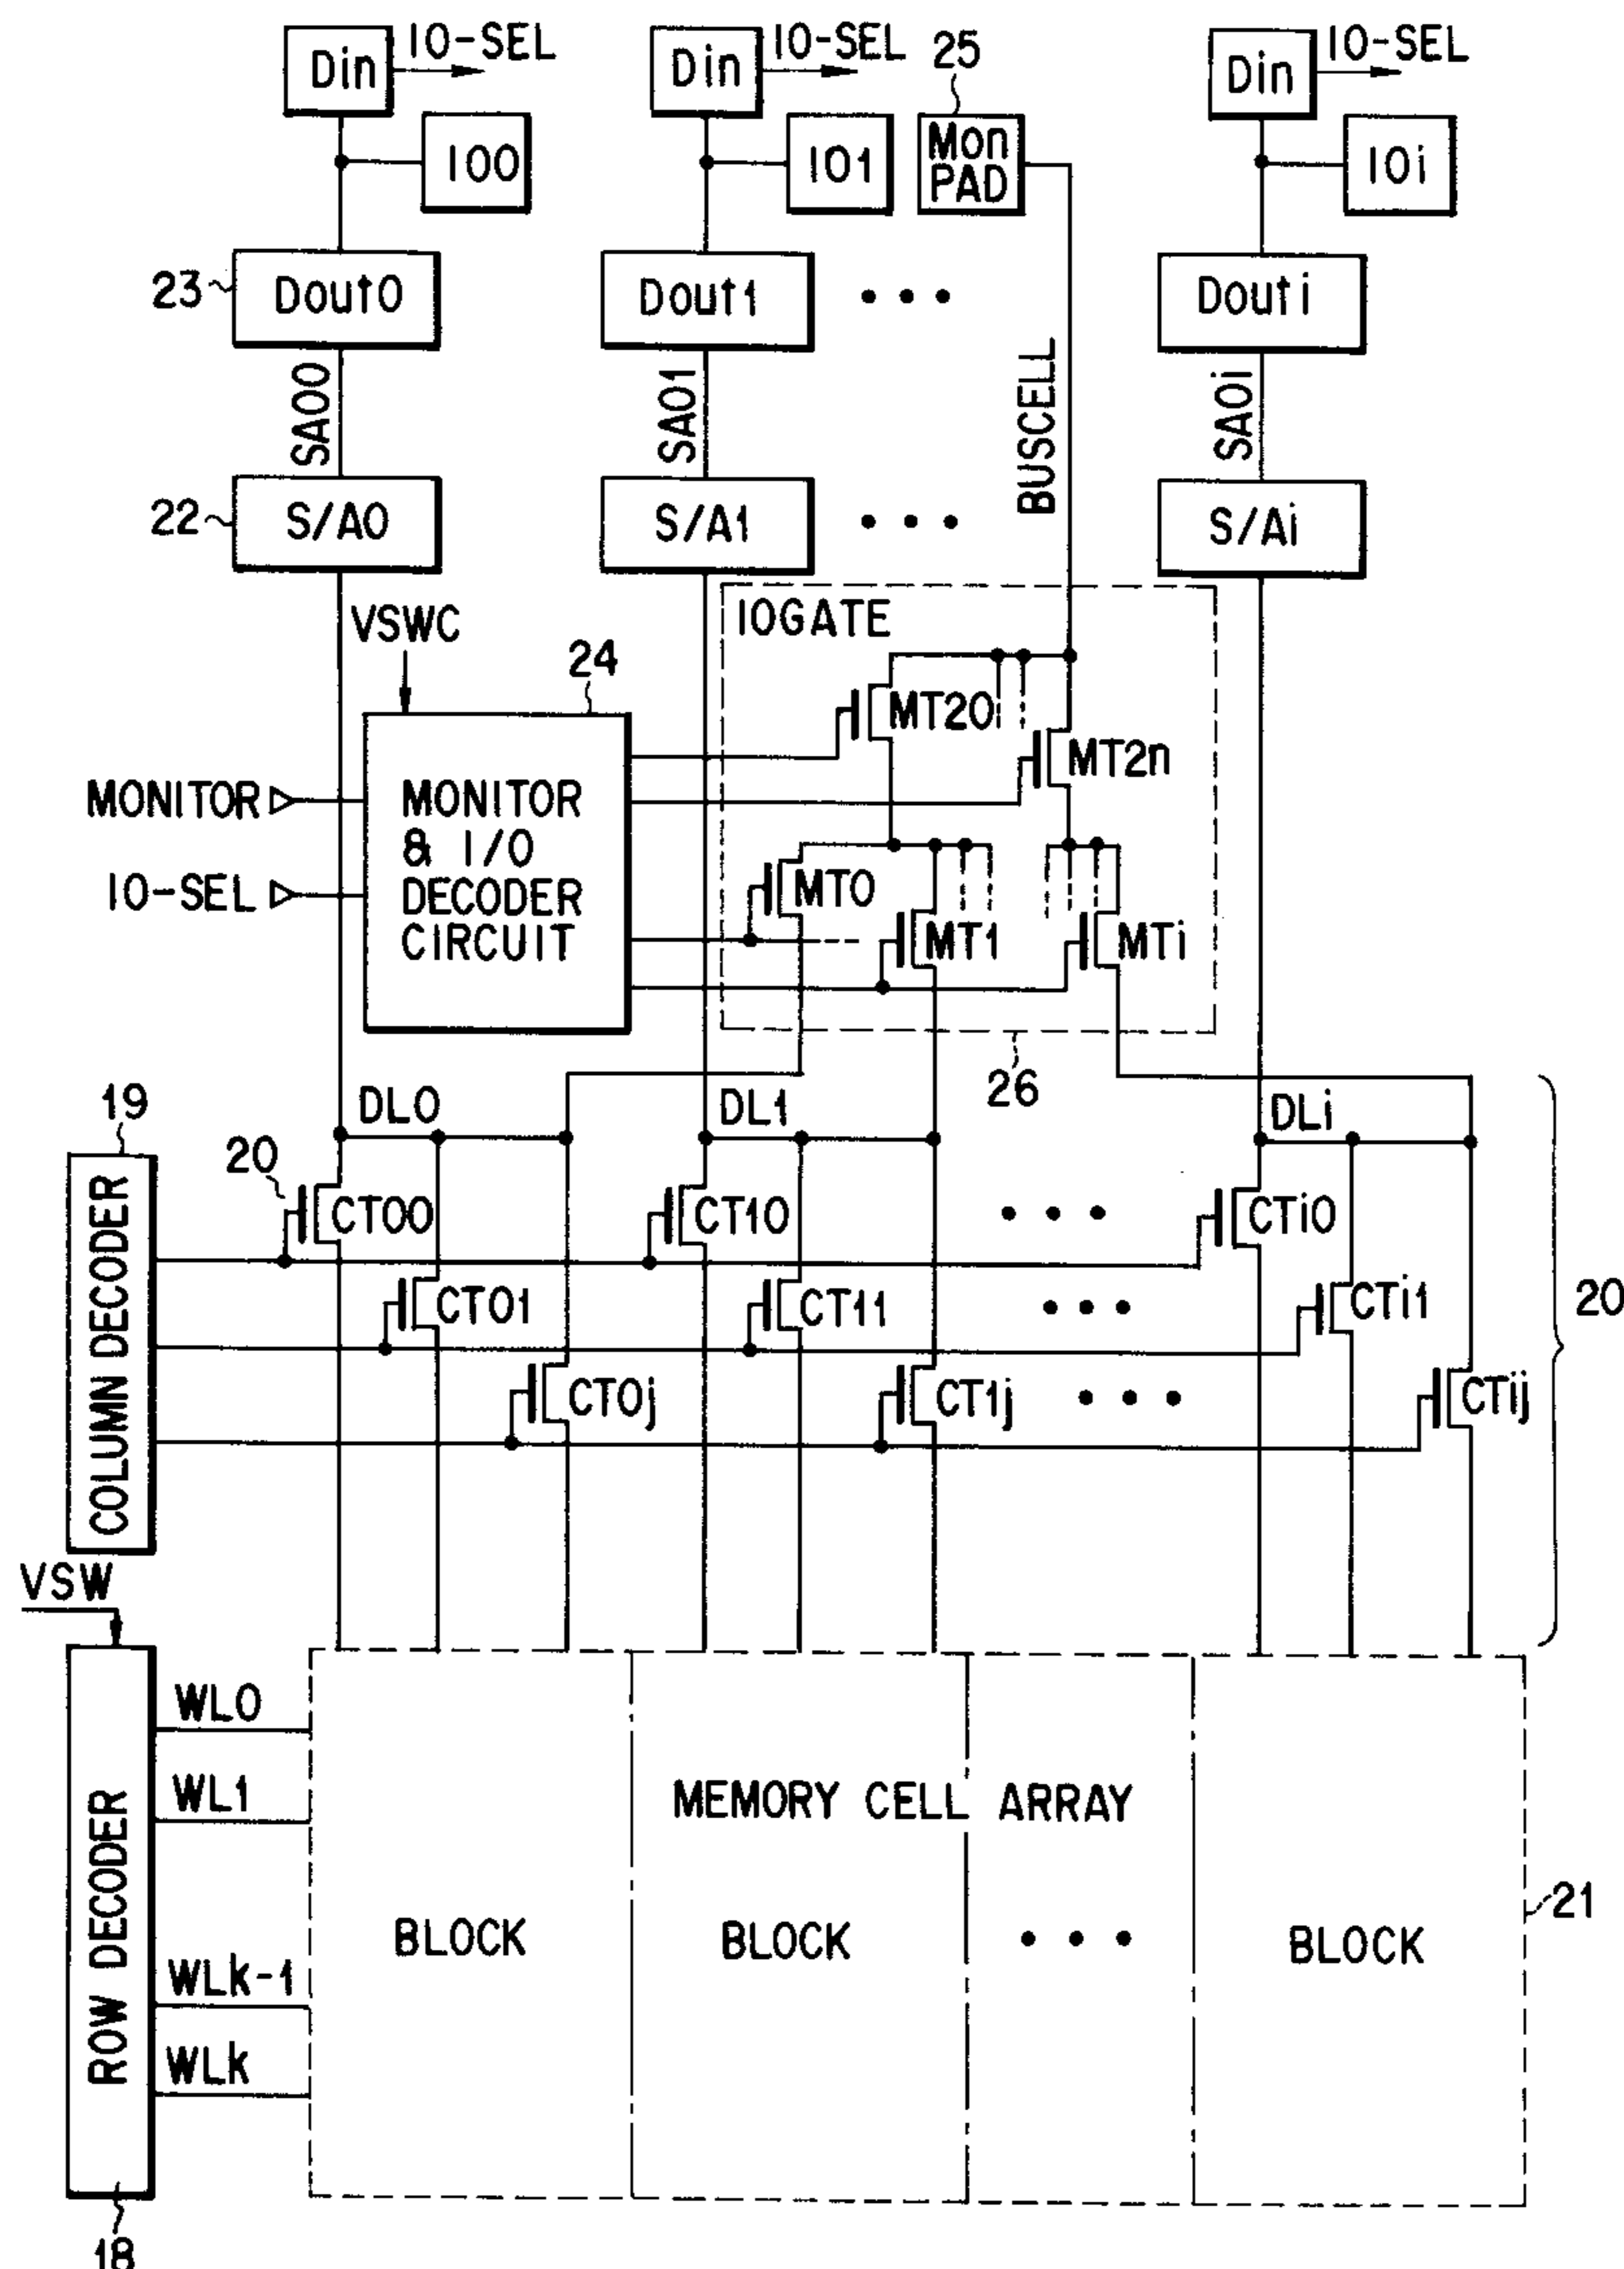 Din
IO-SEL
Din
IO-SEL
25
Din
IO-SEL
IO0
IO1
Mon
PAD
IOi
23
Dout0
Dout1
Douti
SAO0
SAO1
BUSCELL
SAOi
22
S/A0
S/A1
S/Ai
VSWC
24
IOGATE
MT20
MT2n
MONITOR
IO-SEL
MONITOR
& I/O
DECODER
CIRCUIT
MT0
MT1
MTi
26
19
DL0
DL1
DLi
20
COLUMN DECODER
CT00
CT10
CTi0
CT01
CT11
CTi1
20
CT0j
CT1j
CTij
VSW
ROW DECODER
WL0
WL1
MEMORY CELL ARRAY
BLOCK
BLOCK
BLOCK
21
WLk-1
WLk
18